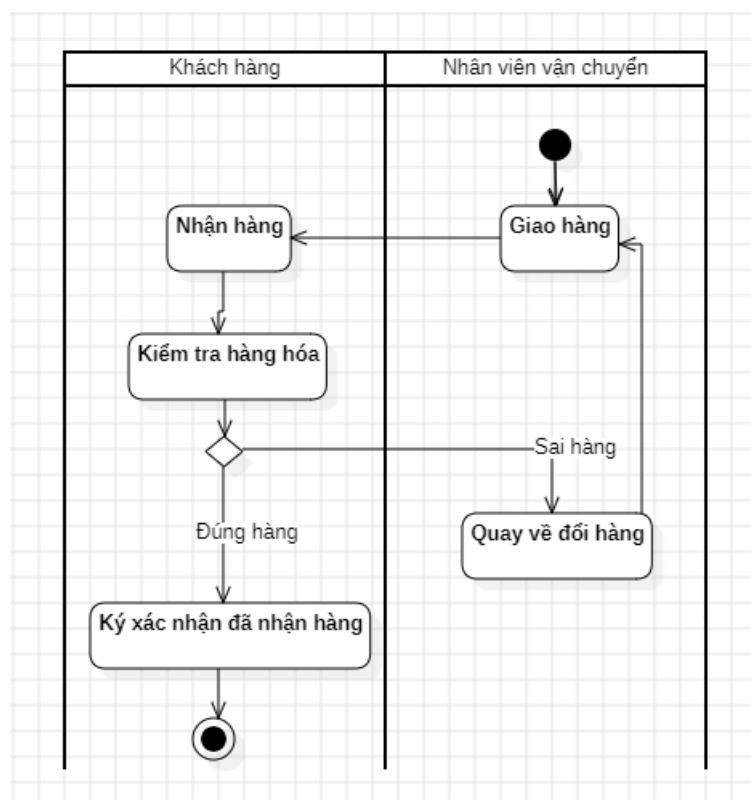 Khách hàng
Nhân viên vận chuyển
Nhận hàng
Giao hàng
Kiểm tra hàng hóa
Sai hàng
Đúng hàng
Quay về đổi hàng
Ký xác nhận đã nhận hàng